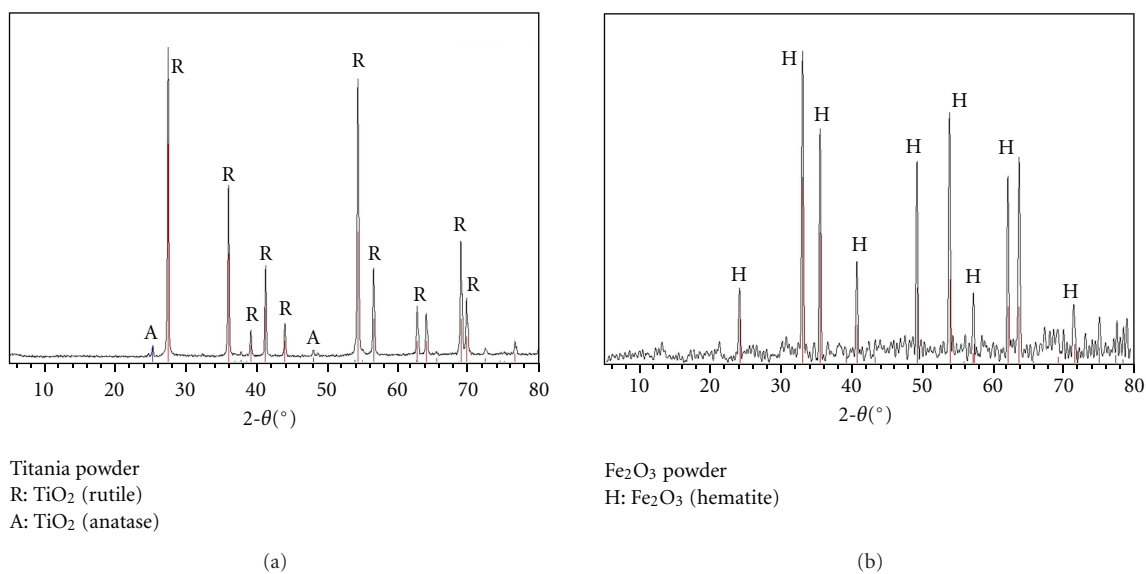 R
R
R
R
R
R
R
R
R
R
A
A
10 20 30 40 50 60 70 80
2-θ(°)
Titania powder
R: TiO₂ (rutile)
A: TiO₂ (anatase)
(a)
H
H
H
H
H
H
H
H
H
10 20 30 40 50 60 70 80
2-θ(°)
Fe₂O₃ powder
H: Fe₂O₃ (hematite)
(b)